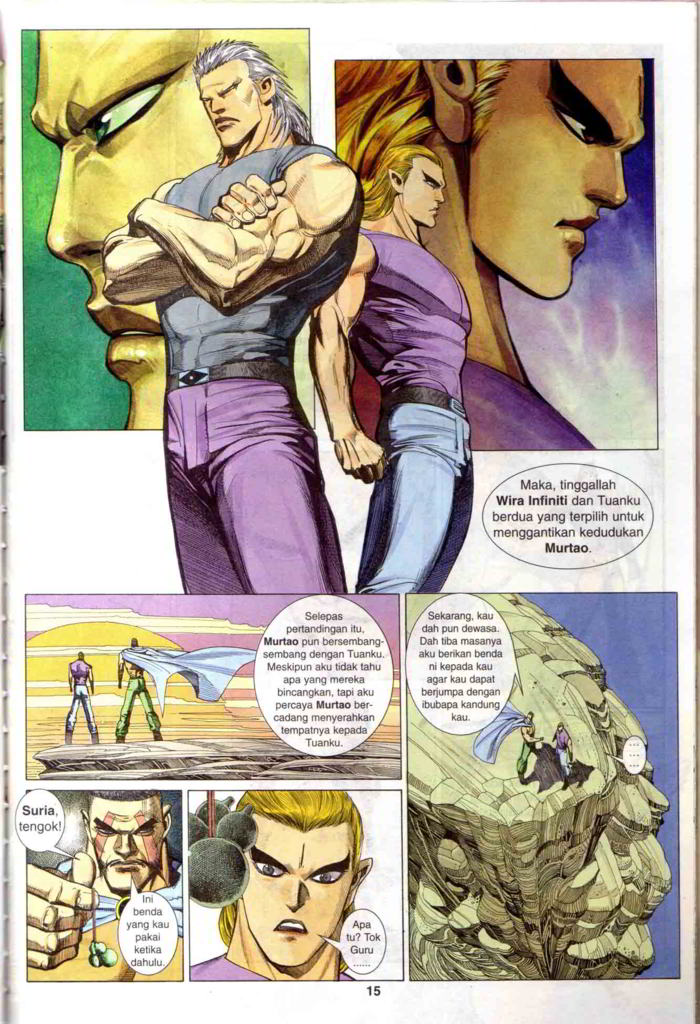 Maka, tinggallah
Wira Infiniti dan Tuanku
berdua yang terpilih untuk
menggantikan kedudukan
Murtao.
Selepas
pertandingan itu,
Murtao pun bersembang-
sembang dengan Tuanku.
Meskipun aku tidak tahu
apa yang mereka
bincangkan, tapi aku
percaya Murtao ber-
cadang menyerahkan
tempatnya kepada
Tuanku.
Sekarang, kau
dah pun dewasa.
Dah tiba masanya
aku berikan benda
ni kepada kau
agar kau dapat
berjumpa dengan
ibubapa kandung
kau.
...
...
Suria,
tengok!
Ini
benda
yang kau
pakai
ketika
dahulu.
Apa
tu? Tok
Guru
......
15